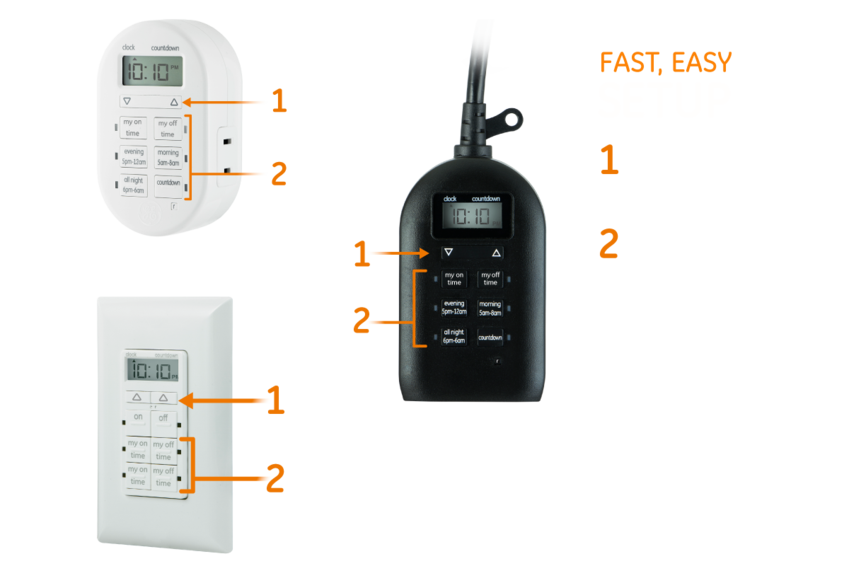 clock countdown
10:10 PM
1
my on time
my off time
2
evening 5pm-12am
morning 5am-8am
all night 6pm-6am
countdown
r
FAST, EASY
SETUP
1
2
clock countdown
10:10
1
my on time
my off time
2
evening 5pm-12am
morning 5am-8am
all night 6pm-6am
countdown
r
clock countdown
10:10 PM
1
on off
my on time
my off time
2
my on time
my off time